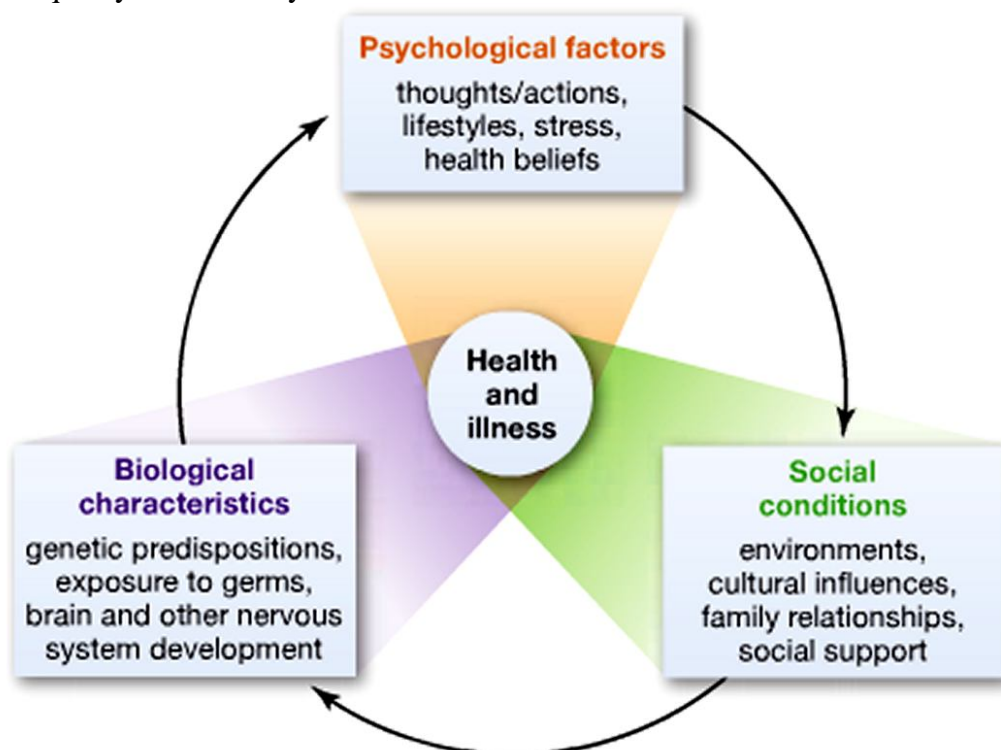 Psychological factors
thoughts/actions,
lifestyles, stress,
health beliefs
Health
and
illness
Biological
characteristics
genetic predispositions,
exposure to germs,
brain and other nervous
system development
Social
conditions
environments,
cultural influences,
family relationships,
social support